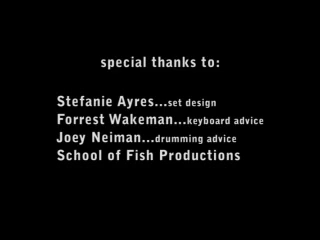 special thanks to:
Stefanie Ayres...set design
Forrest Wakeman...keyboard advice
Joey Neiman...drumming advice
School of Fish Productions